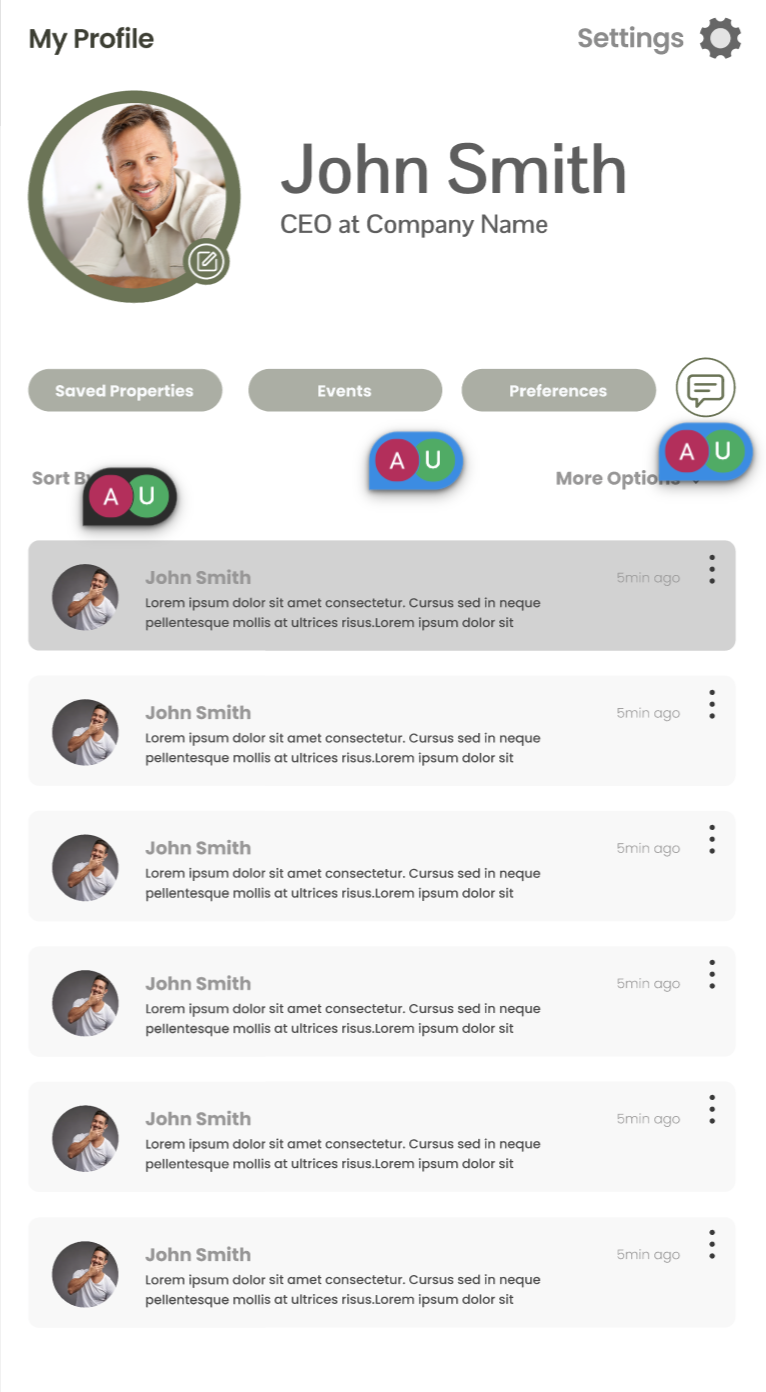 My Profile
Settings
John Smith
CEO at Company Name
Saved Properties
Events
Preferences
A U
A U
Sort B
A U
More Options
John Smith
5min ago
Lorem ipsum dolor sit amet consectetur. Cursus sed in neque
pellentesque mollis at ultrices risus.Lorem ipsum dolor sit
John Smith
5min ago
Lorem ipsum dolor sit amet consectetur. Cursus sed in neque
pellentesque mollis at ultrices risus.Lorem ipsum dolor sit
John Smith
5min ago
Lorem ipsum dolor sit amet consectetur. Cursus sed in neque
pellentesque mollis at ultrices risus.Lorem ipsum dolor sit
John Smith
5min ago
Lorem ipsum dolor sit amet consectetur. Cursus sed in neque
pellentesque mollis at ultrices risus.Lorem ipsum dolor sit
John Smith
5min ago
Lorem ipsum dolor sit amet consectetur. Cursus sed in neque
pellentesque mollis at ultrices risus.Lorem ipsum dolor sit
John Smith
5min ago
Lorem ipsum dolor sit amet consectetur. Cursus sed in neque
pellentesque mollis at ultrices risus.Lorem ipsum dolor sit